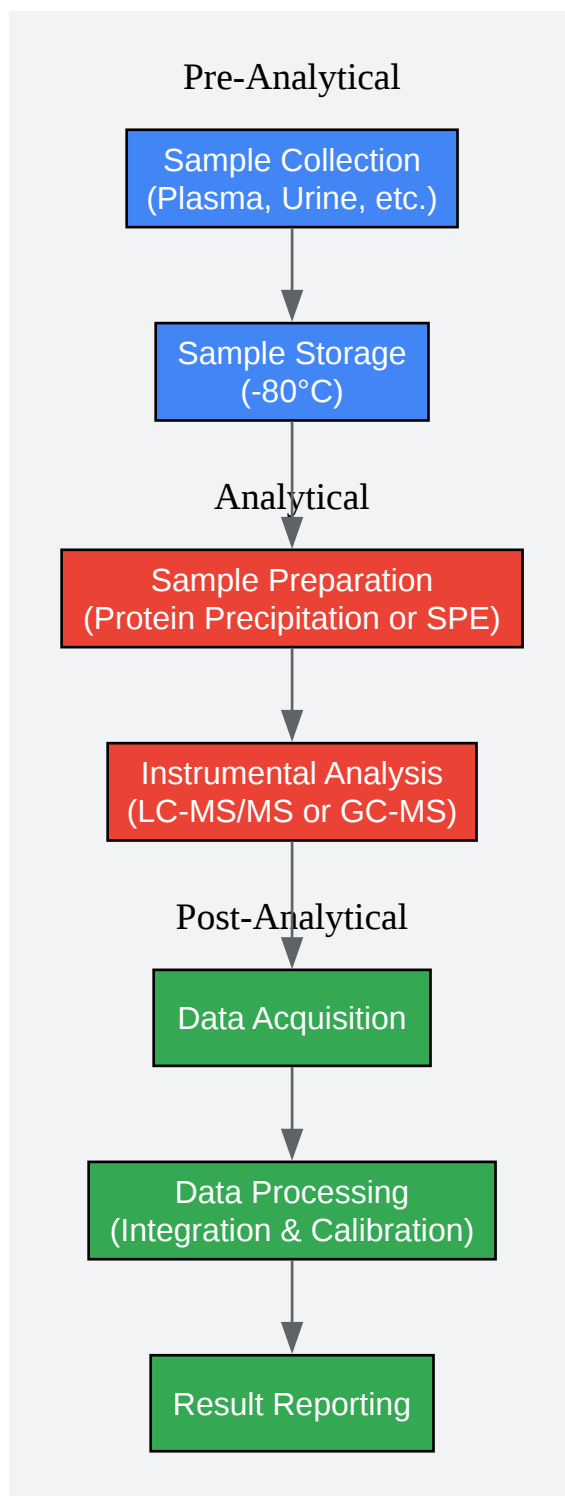 Pre-Analytical
Sample Collection
(Plasma, Urine, etc.)
Sample Storage
(-80°C)
Analytical
Sample Preparation
(Protein Precipitation or SPE)
Instrumental Analysis
(LC-MS/MS or GC-MS)
Post-Analytical
Data Acquisition
Data Processing
(Integration & Calibration)
Result Reporting